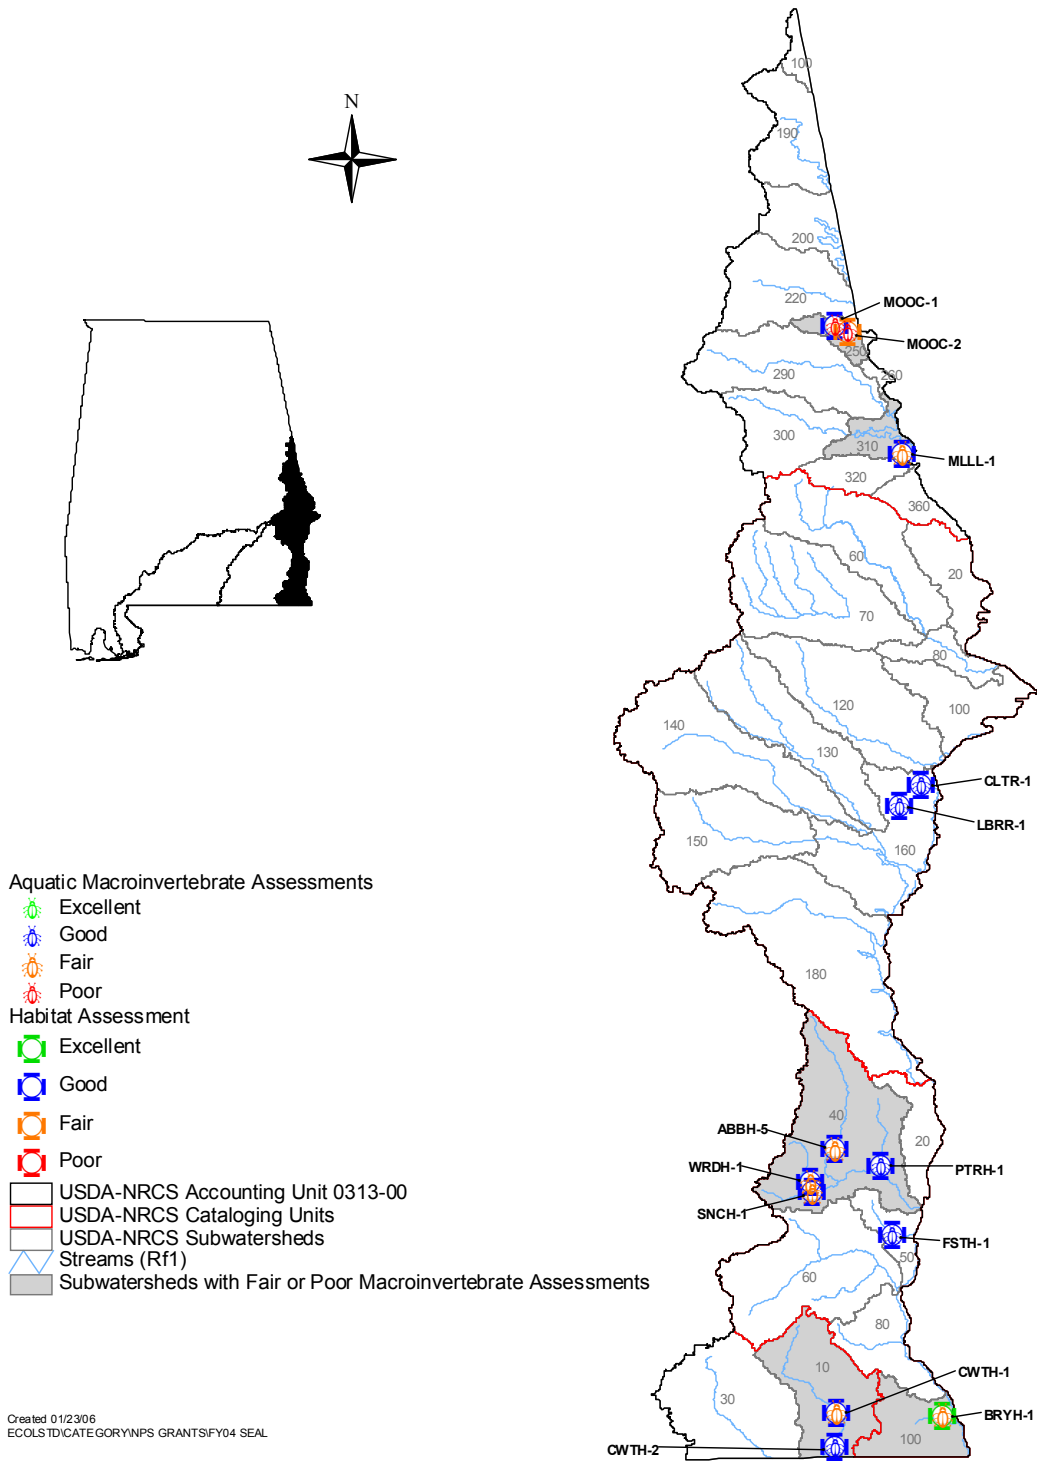 N
100
190
200
220
MOOC-1
MOOC-2
250
260
290
300
310
MLLL-1
320
360
60
20
70
80
120
100
140
130
CLTR-1
LBRR-1
150
160
180
40
ABBH-5
20
WRDH-1
PTRH-1
SNCH-1
FSTH-1
50
60
80
10
CWTH-1
30
BRYH-1
100
CWTH-2
Aquatic Macroinvertebrate Assessments
Excellent
Good
Fair
Poor
Habitat Assessment
Excellent
Good
Fair
Poor
USDA-NRCS Accounting Unit 0313-00
USDA-NRCS Cataloging Units
USDA-NRCS Subwatersheds
Streams (Rf1)
Subwatersheds with Fair or Poor Macroinvertebrate Assessments
Created 01/23/06
ECOLSTD\CATEGORY\NPS GRANTS\FY04 SEAL